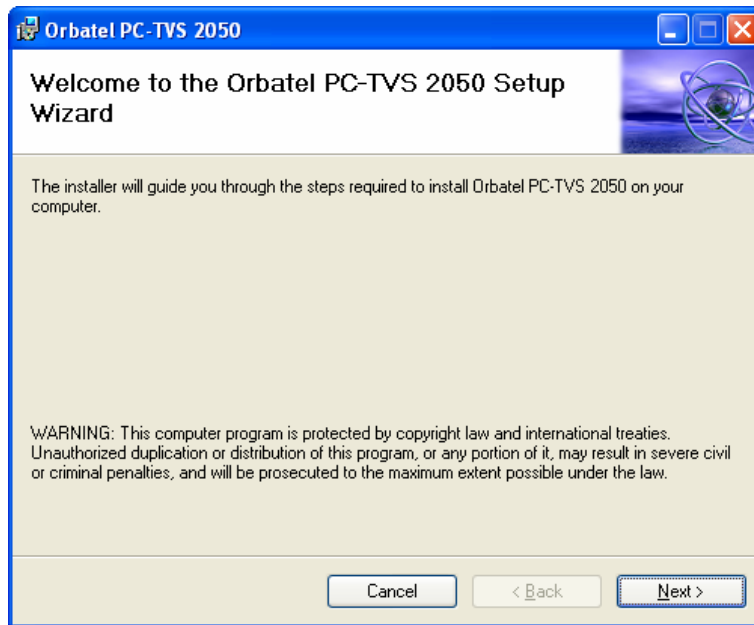 Orbatel PC-TVS 2050
Welcome to the Orbatel PC-TVS 2050 Setup
Wizard
The installer will guide you through the steps required to install Orbatel PC-TVS 2050 on your
computer.
WARNING: This computer program is protected by copyright law and international treaties.
Unauthorized duplication or distribution of this program, or any portion of it, may result in severe civil
or criminal penalties, and will be prosecuted to the maximum extent possible under the law.
Cancel
< Back
Next >